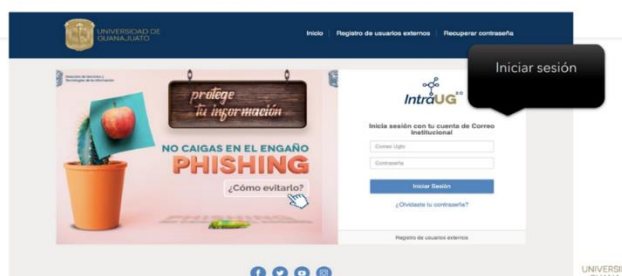 UNIVERSIDAD DE
GUANAJUATO
Inicio
Registro de usuarios externos
Recuperar contraseña
Iniciar sesión
protege
tu información
NO CAIGAS EN EL ENGAÑO
PHISHING
¿Cómo evitarlo?
IntraUG
Inicia sesión con tu cuenta de Correo
Institucional
Correo Ugto
Contraseña
Iniciar Sesión
¿Olvidaste tu contraseña?
Registro de usuarios externos